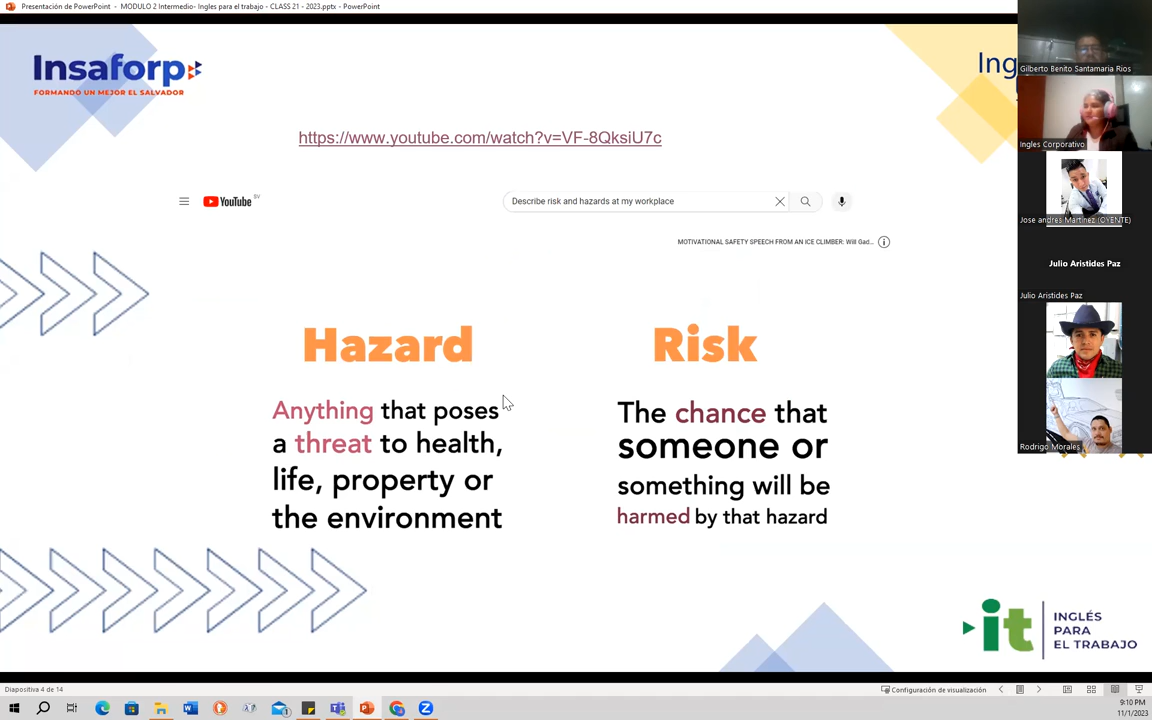 Presentación de PowerPoint - MODULO 2 Intermedio- Ingles para el trabajo - CLASS 21 - 2023.pptx - PowerPoint
Insaforp
FORMANDO UN MEJOR EL SALVADOR
Ing
https://www.youtube.com/watch?v=VF-8QksiU7c
YouTube SV
Describe risk and hazards at my workplace
MOTIVATIONAL SAFETY SPEECH FROM AN ICE CLIMBER: Will Gad...
Hazard
Anything that poses
a threat to health,
life, property or
the environment
Risk
The chance that
someone or
something will be
harmed by that hazard
Gilberto Benito Santamaria Rios
Ingles Corporativo
Jose andres Martinez (OYENTE)
Julio Aristides Paz
Julio Aristides Paz
Rodrigo Morales
it
INGLÉS
PARA
EL TRABAJO
Diapositiva 4 de 14
Configuración de visualización
9:10 PM
11/1/2023